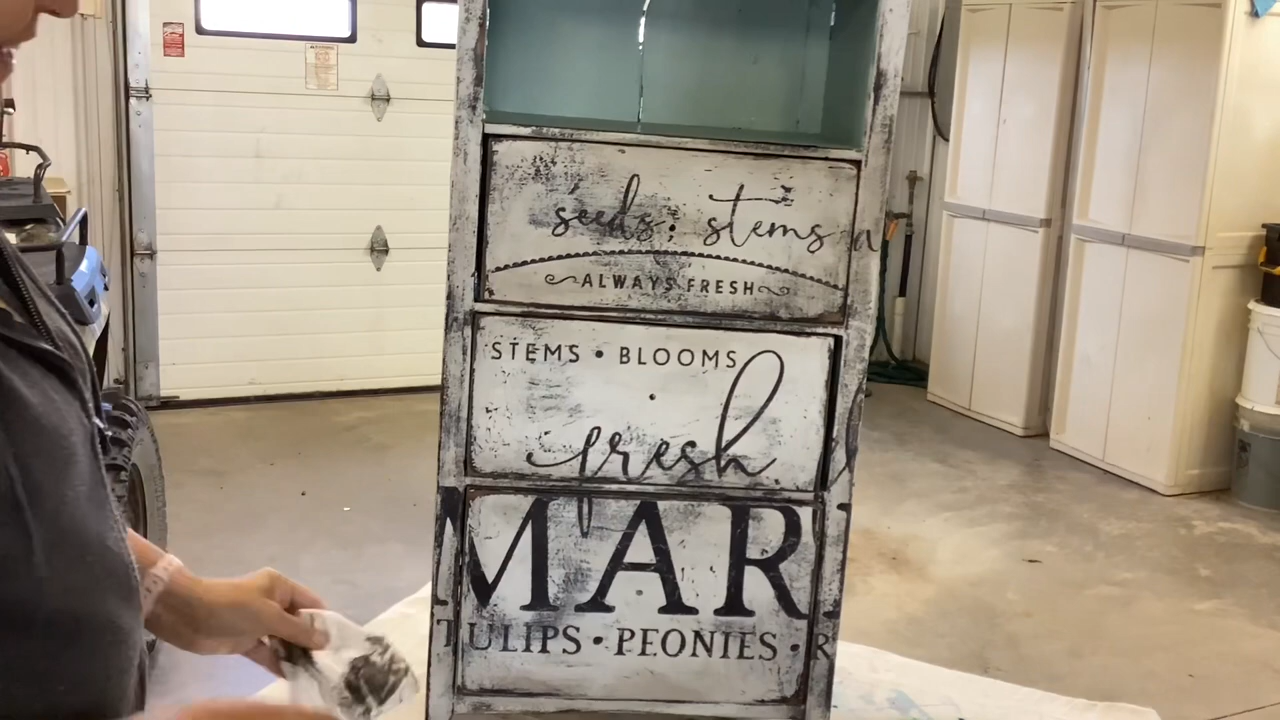 seeds; stems a
ALWAYS FRESH
STEMS • BLOOMS
fresh
MAR
TULIPS • PEONIES • R